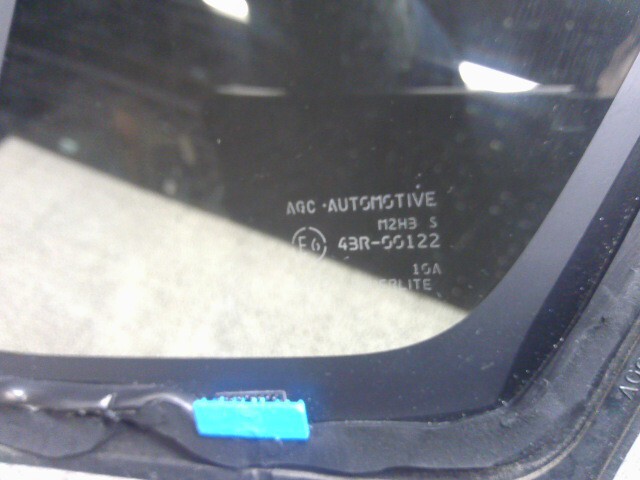 AGC AUTOMOTIVE
M2H3 S
E6 43R-00122
10A